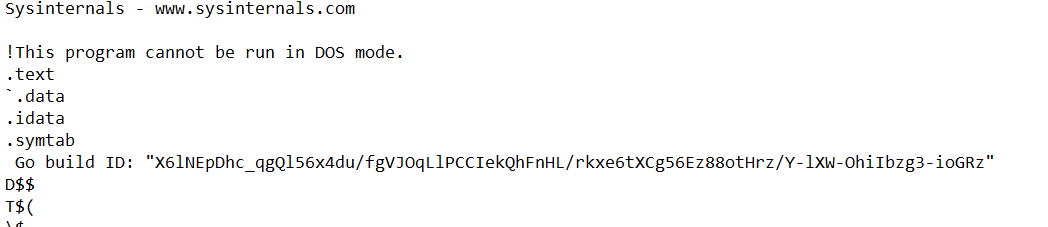 Sysinternals - www.sysinternals.com
!This program cannot be run in DOS mode.
.text
`.data
.idata
.symtab
Go build ID: "X6lNEpDhc_qgQl56x4du/fgVJOqLlPCCIekQhFnHL/rkxe6tXCg56Ez88otHrz/Y-lXW-OhiIbzg3-ioGRz"
D$$
T$(